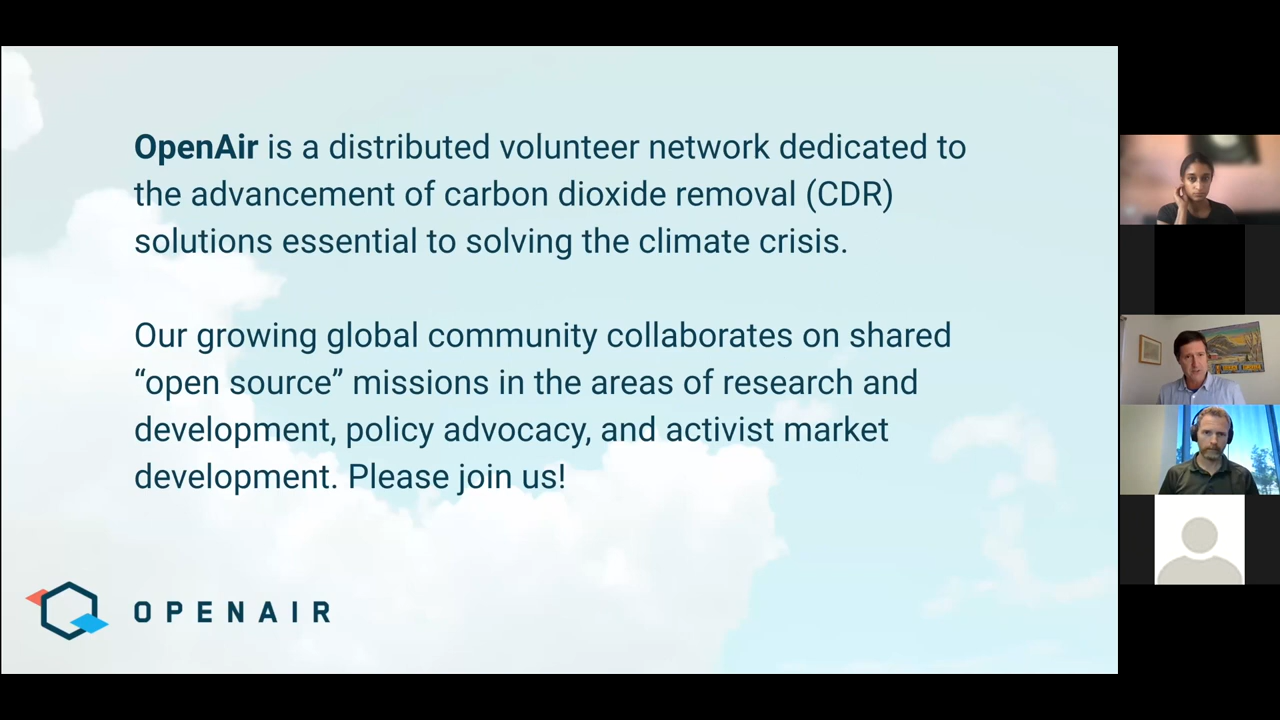 OpenAir is a distributed volunteer network dedicated to
the advancement of carbon dioxide removal (CDR)
solutions essential to solving the climate crisis.
Our growing global community collaborates on shared
“open source” missions in the areas of research and
development, policy advocacy, and activist market
development. Please join us!
OPENAIR